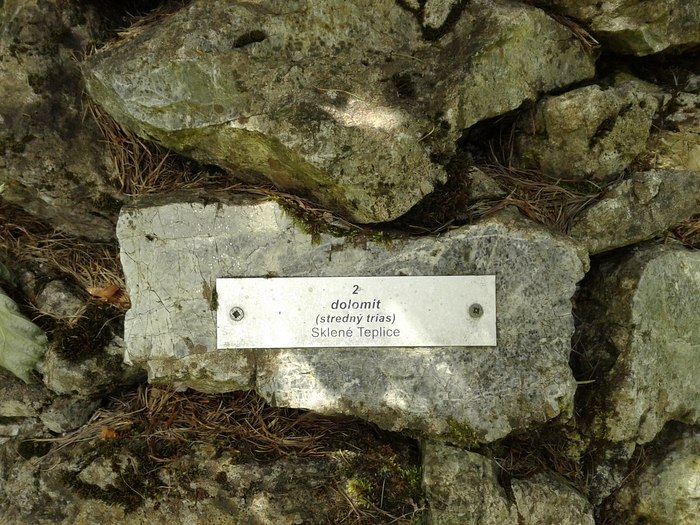 2
dolomit
(stredný trias)
Sklené Teplice